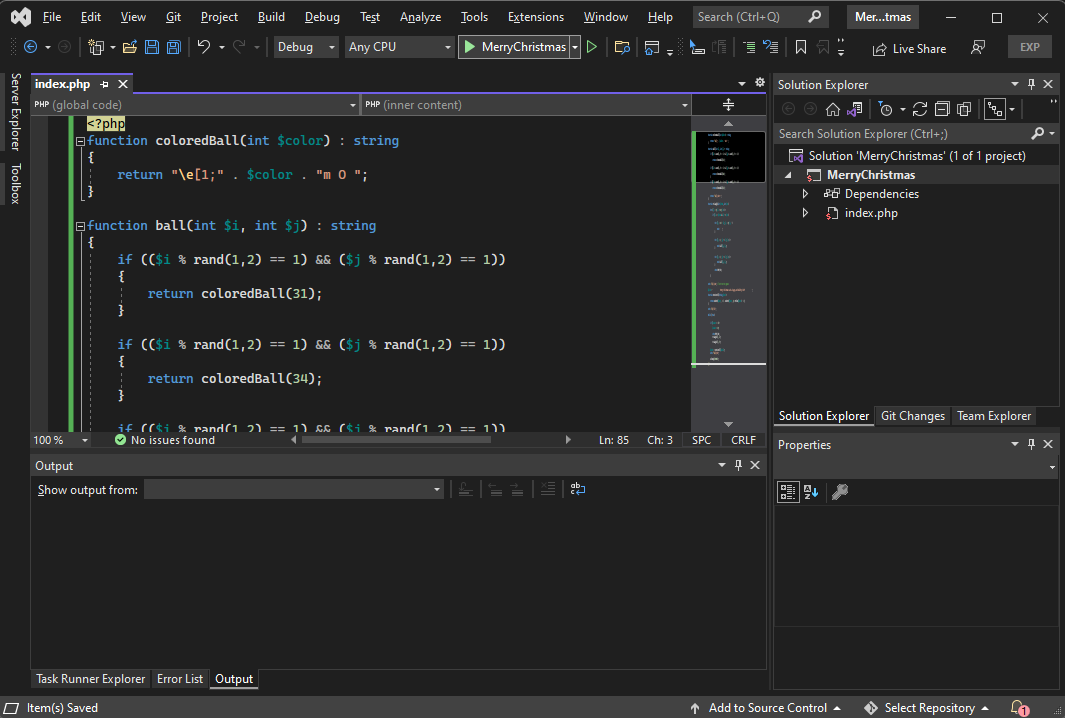 File Edit View Git Project Build Debug Test Analyze Tools Extensions Window Help Search (Ctrl+Q) Mer...tmas
Debug Any CPU MerryChristmas Live Share EXP
Server Explorer
Toolbox
index.php
PHP (global code) PHP (inner content)
<?php
function coloredBall(int $color) : string
{
return "\e[1;" . $color . "m O ";
}
function ball(int $i, int $j) : string
{
if (($i % rand(1,2) == 1) && ($j % rand(1,2) == 1))
{
return coloredBall(31);
}
if (($i % rand(1,2) == 1) && ($j % rand(1,2) == 1))
{
return coloredBall(34);
}
if (($i % rand(1,2) == 1) && ($j % rand(1,2) == 1))
100 % No issues found Ln: 85 Ch: 3 SPC CRLF
Output
Show output from:
Task Runner Explorer Error List Output
Solution Explorer
Search Solution Explorer (Ctrl+;)
Solution 'MerryChristmas' (1 of 1 project)
MerryChristmas
Dependencies
index.php
Solution Explorer Git Changes Team Explorer
Properties
Item(s) Saved Add to Source Control Select Repository 1